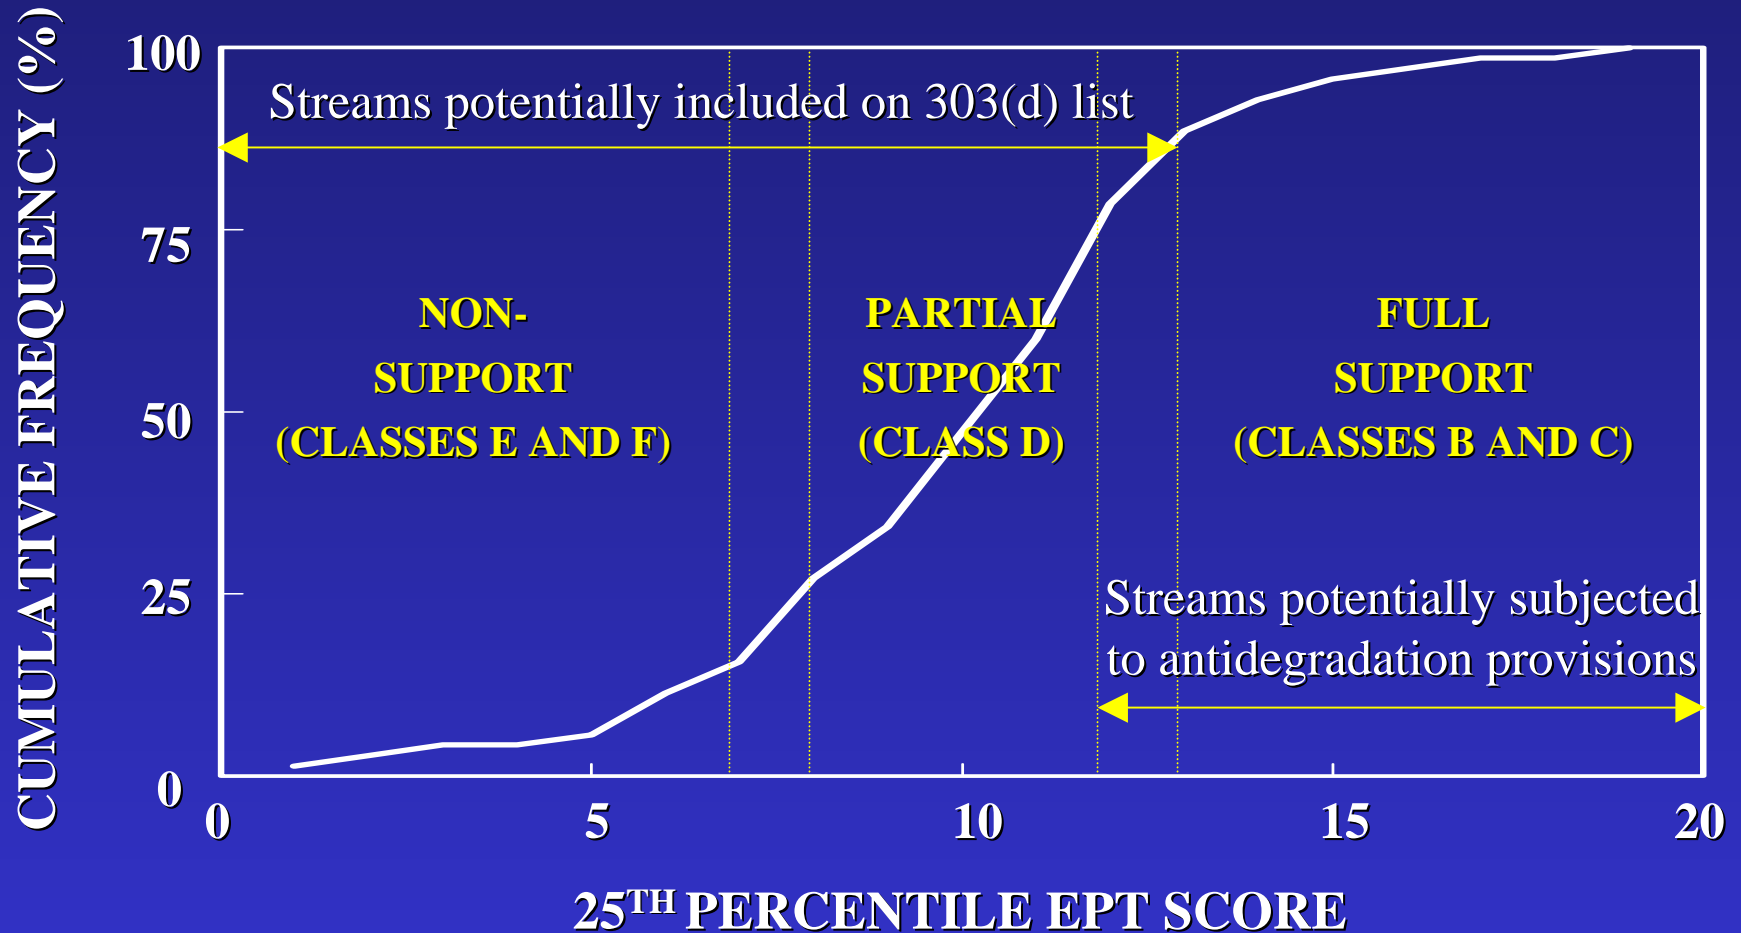 CUMULATIVE FREQUENCY (%)
100
75
50
25
0
Streams potentially included on 303(d) list
NON-
SUPPORT
(CLASSES E AND F)
PARTIAL
SUPPORT
(CLASS D)
FULL
SUPPORT
(CLASSES B AND C)
Streams potentially subjected
to antidegradation provisions
0 5 10 15 20
25TH PERCENTILE EPT SCORE